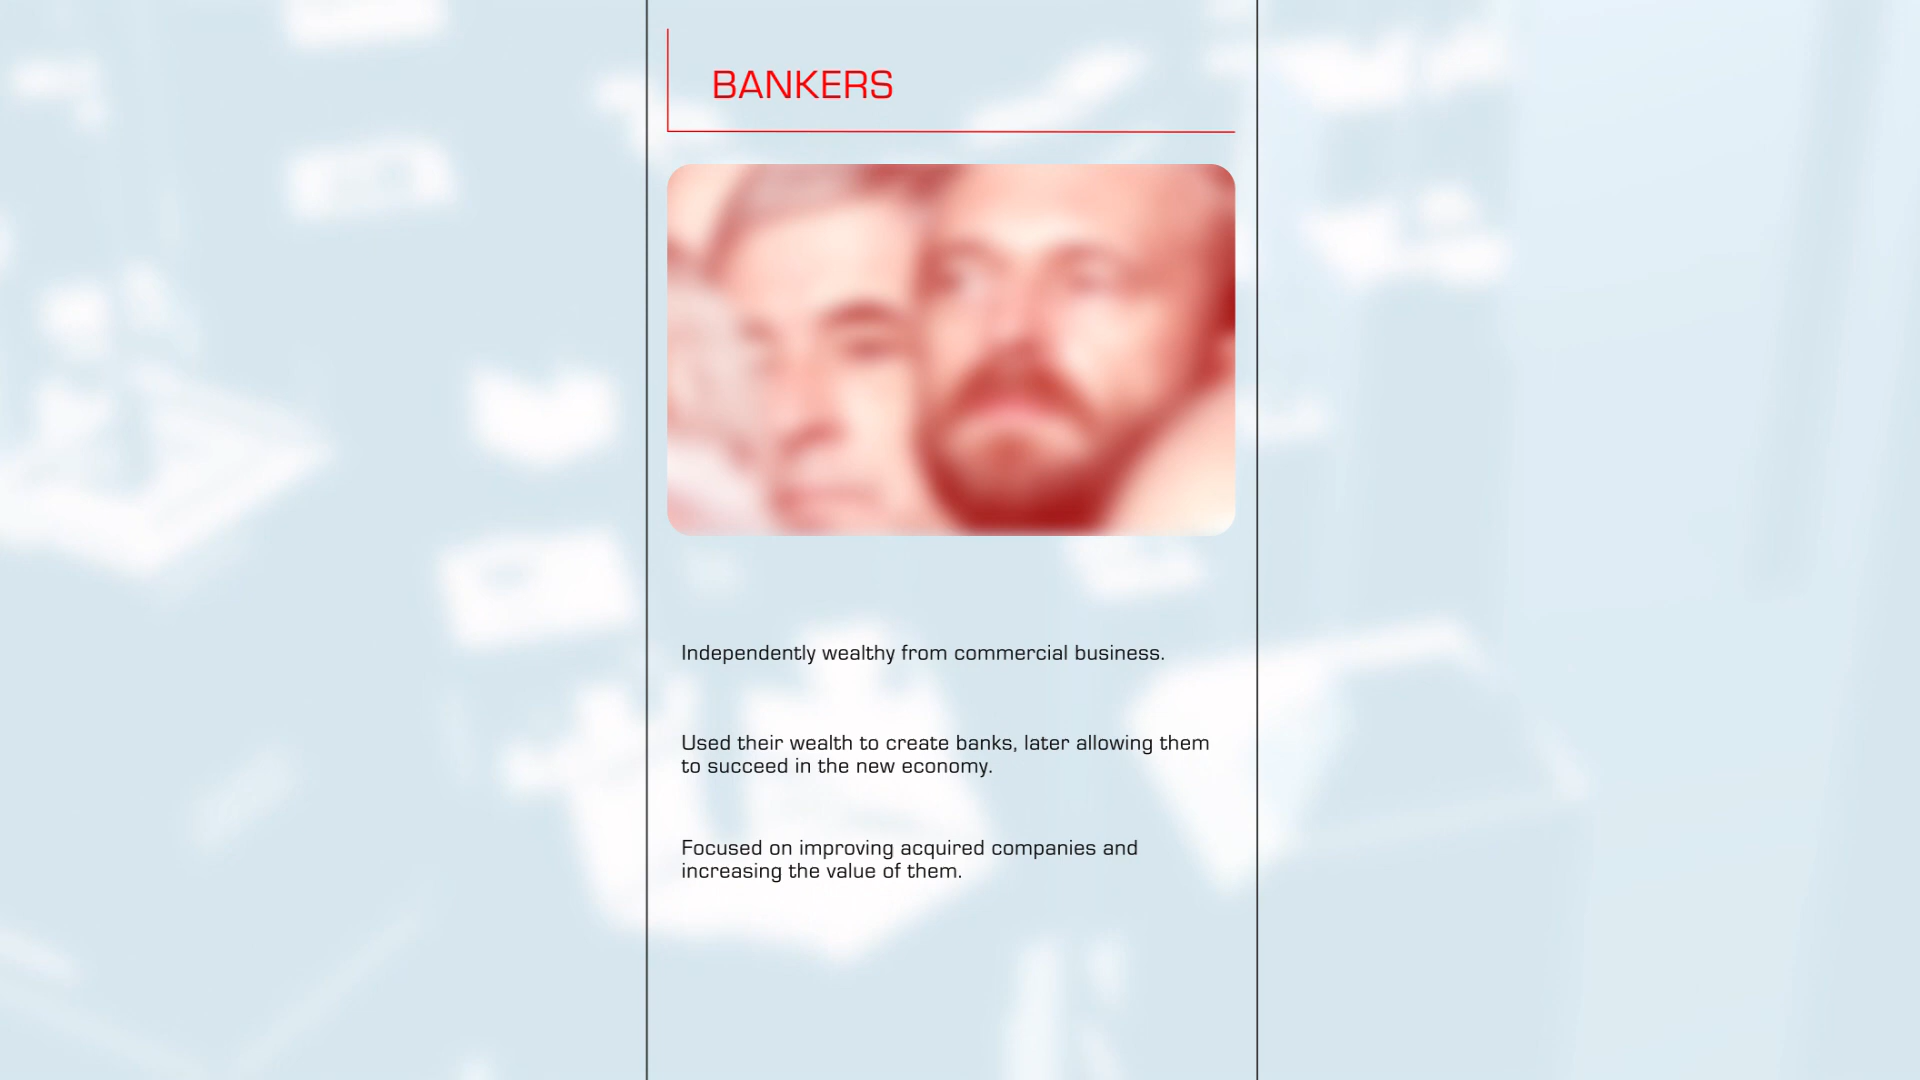 BANKERS
Independently wealthy from commercial business.
Used their wealth to create banks, later allowing them
to succeed in the new economy.
Focused on improving acquired companies and
increasing the value of them.